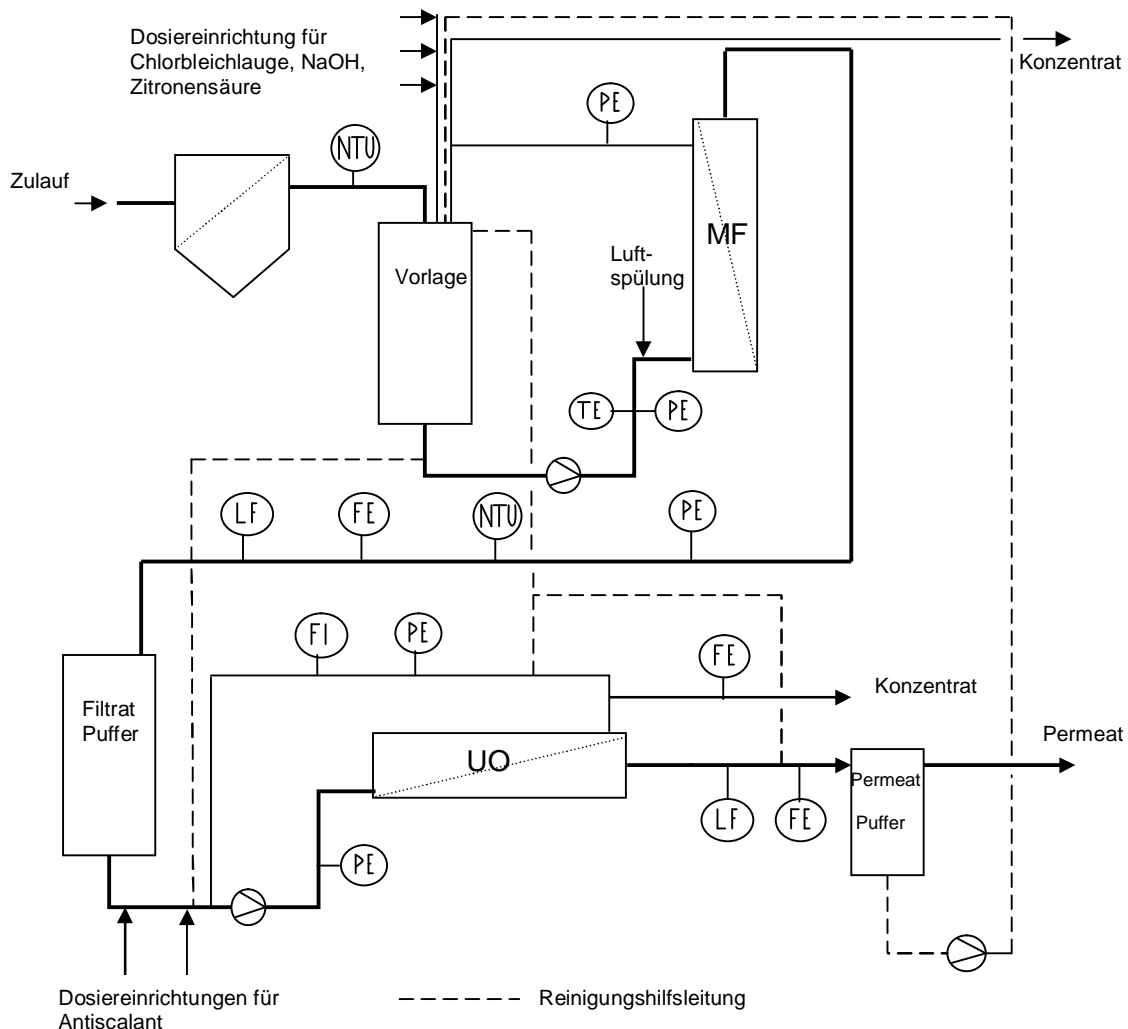 Dosiereinrichtung für
Chlorbleichlauge, NaOH,
Zitronensäure
Konzentrat
PE
NTU
Zulauf
MF
Luft-
spülung
Vorlage
TE
PE
LF
FE
NTU
PE
FI
PE
FE
Konzentrat
Filtrat
Puffer
UO
Permeat
Permeat
Puffer
LF
FE
PE
Dosiereinrichtungen für
Antiscalant
Reinigungshilfsleitung